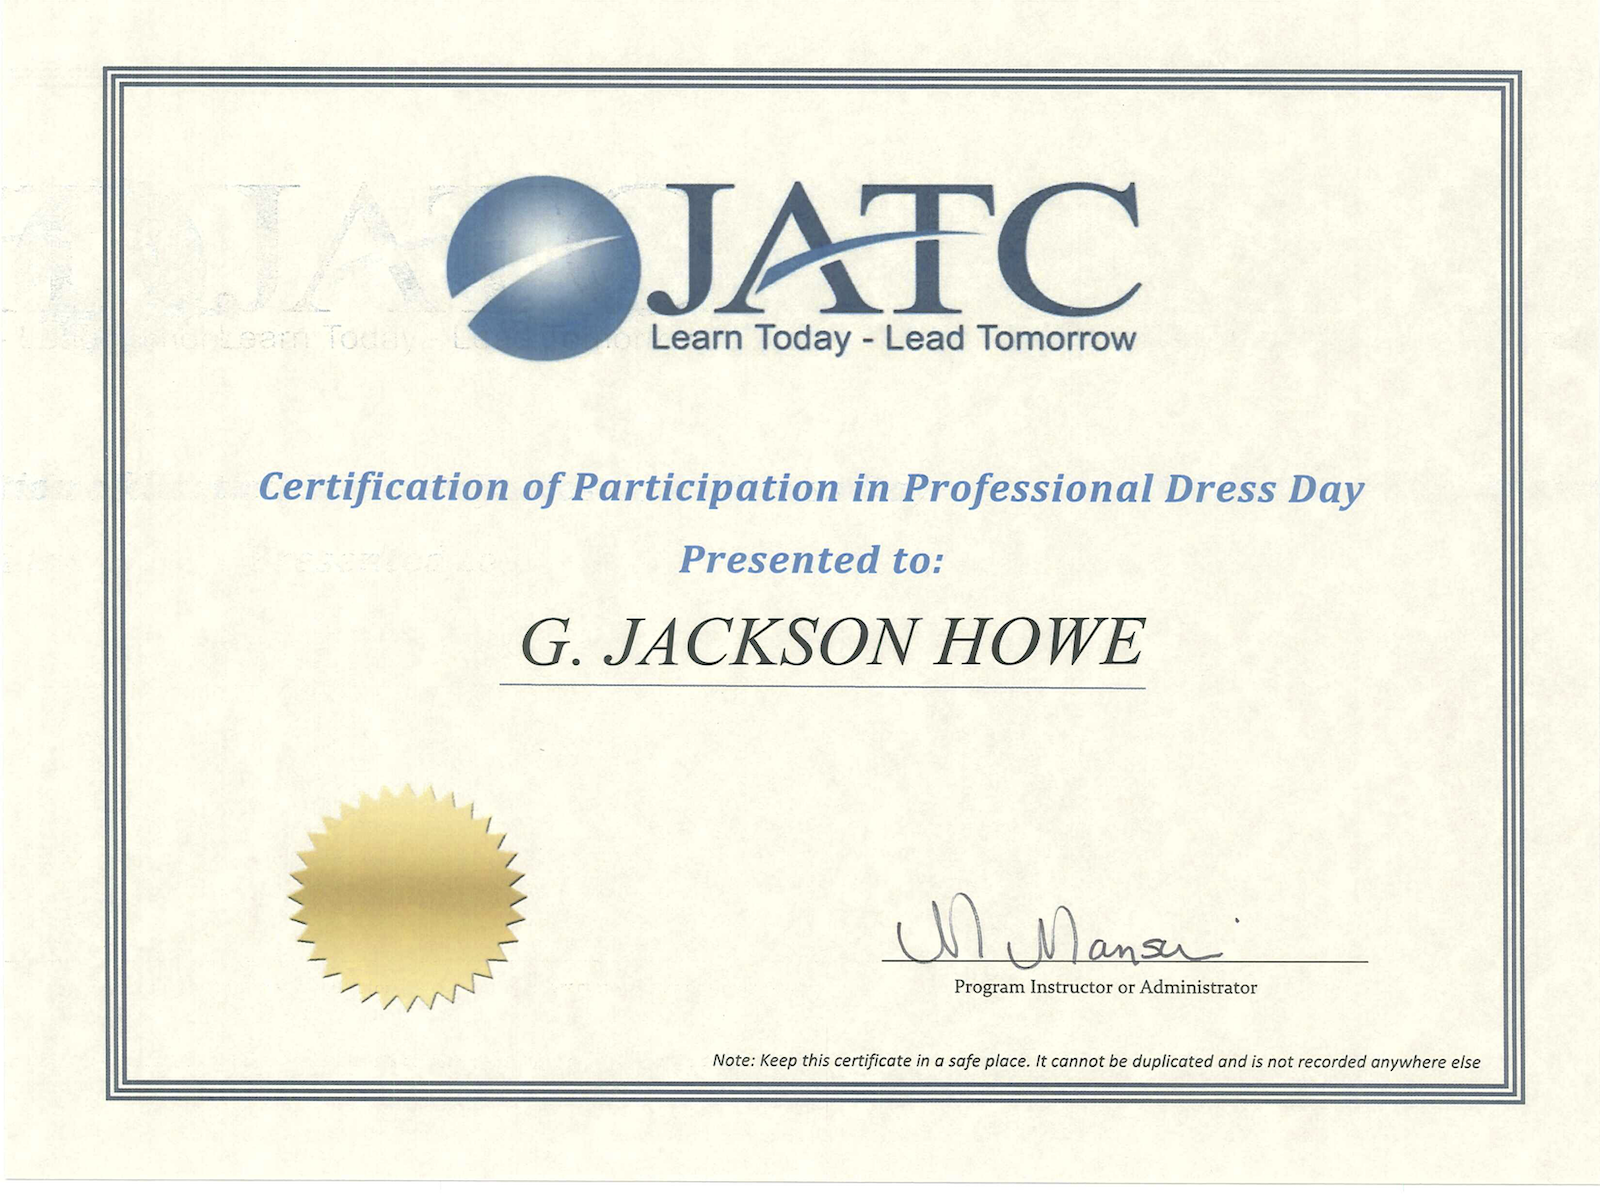 JATC
Learn Today - Lead Tomorrow
Certification of Participation in Professional Dress Day
Presented to:
G. JACKSON HOWE
Program Instructor or Administrator
Note: Keep this certificate in a safe place. It cannot be duplicated and is not recorded anywhere else